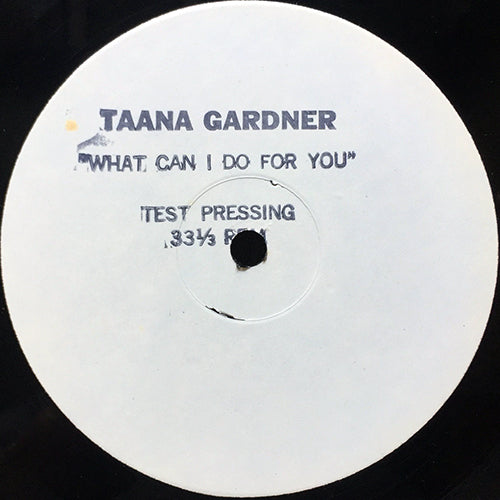 TAANA GARDNER
"WHAT CAN I DO FOR YOU"
TEST PRESSING
33⅓